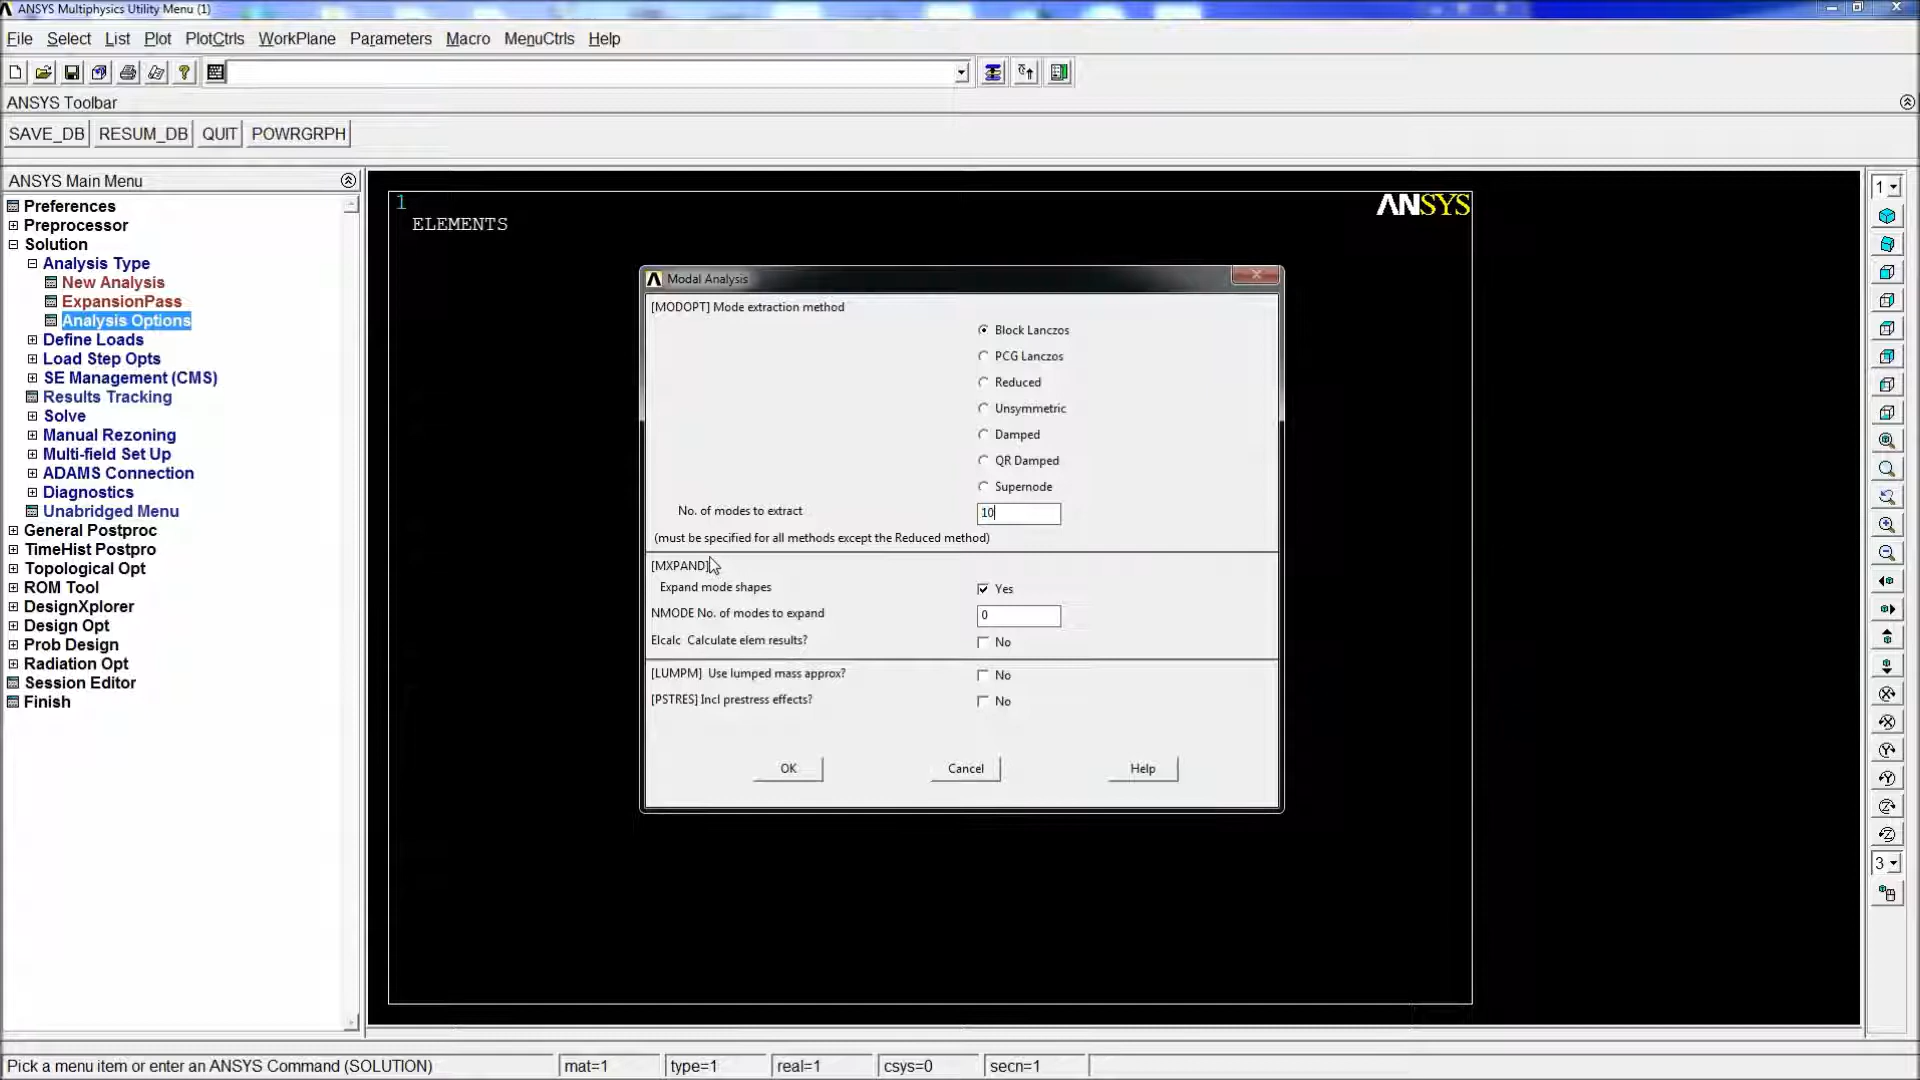 ANSYS Multiphysics Utility Menu (1)
File Select List Plot PlotCtrls WorkPlane Parameters Macro MenuCtrls Help
ANSYS Toolbar
SAVE_DB RESUM_DB QUIT POWRGRPH
ANSYS Main Menu
Preferences
Preprocessor
Solution
Analysis Type
New Analysis
ExpansionPass
Analysis Options
Define Loads
Load Step Opts
SE Management (CMS)
Results Tracking
Solve
Manual Rezoning
Multi-field Set Up
ADAMS Connection
Diagnostics
Unabridged Menu
General Postproc
TimeHist Postpro
Topological Opt
ROM Tool
DesignXplorer
Design Opt
Prob Design
Radiation Opt
Session Editor
Finish
1
ELEMENTS
ANSYS
Modal Analysis
[MODOPT] Mode extraction method
Block Lanczos
PCG Lanczos
Reduced
Unsymmetric
Damped
QR Damped
Supernode
No. of modes to extract 10
(must be specified for all methods except the Reduced method)
[MXPAND]
Expand mode shapes Yes
NMODE No. of modes to expand 0
Elcalc Calculate elem results? No
[LUMPM] Use lumped mass approx? No
[PSTRES] Incl prestress effects? No
OK Cancel Help
1
3
Pick a menu item or enter an ANSYS Command (SOLUTION) mat=1 type=1 real=1 csys=0 secn=1